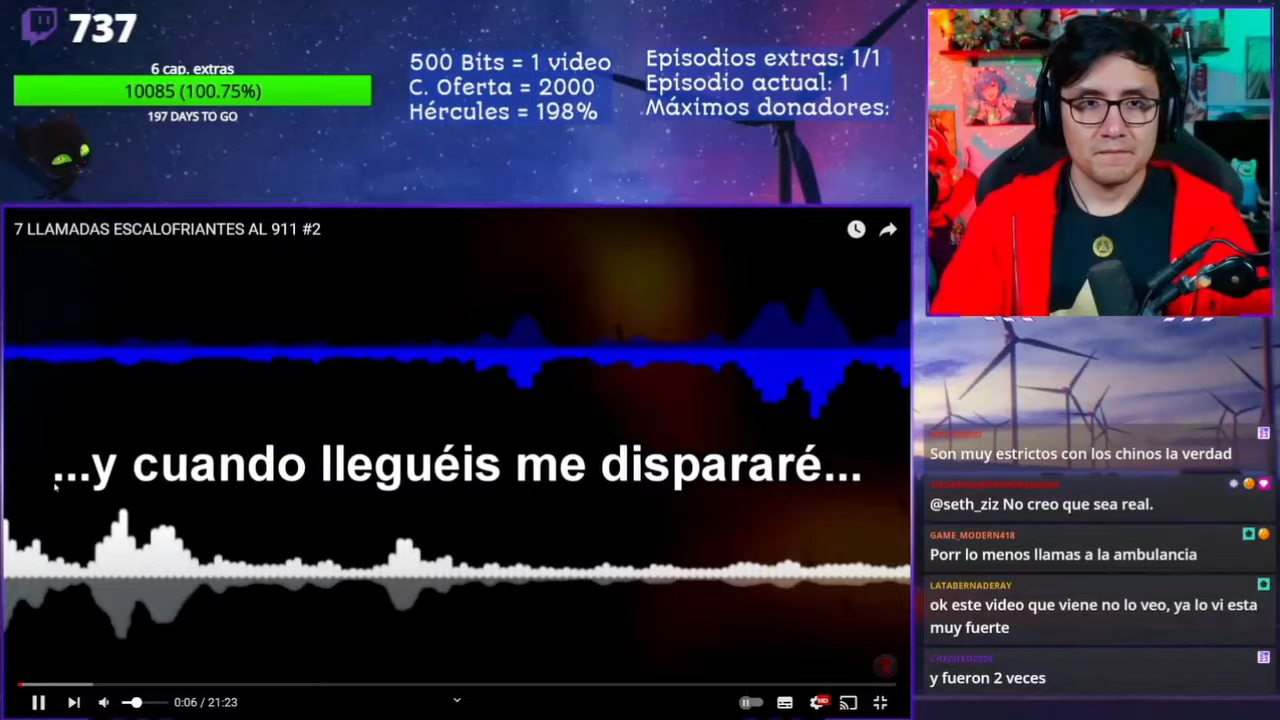 737
6 cap. extras
10085 (100.75%)
197 DAYS TO GO
500 Bits = 1 video
C. Oferta = 2000
Hércules = 198%
Episodios extras: 1/1
Episodio actual: 1
Máximos donadores:
7 LLAMADAS ESCALOFRIANTES AL 911 #2
...y cuando lleguéis me dispararé...
0:06 / 21:23
HD
Son muy estrictos con los chinos la verdad
@seth_ziz No creo que sea real.
GAME_MODERN418
Porr lo menos llamas a la ambulancia
LATABERNADERAY
ok este video que viene no lo veo, ya lo vi esta
muy fuerte
y fueron 2 veces